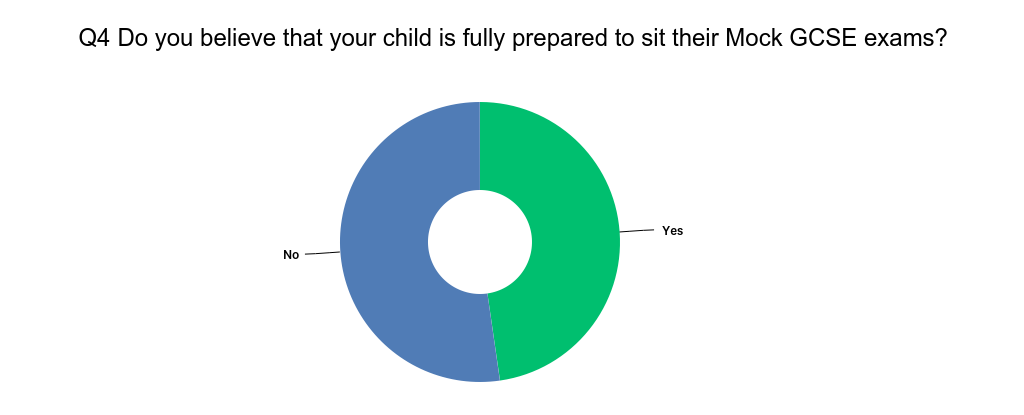 Q4 Do you believe that your child is fully prepared to sit their Mock GCSE exams?
Yes
No